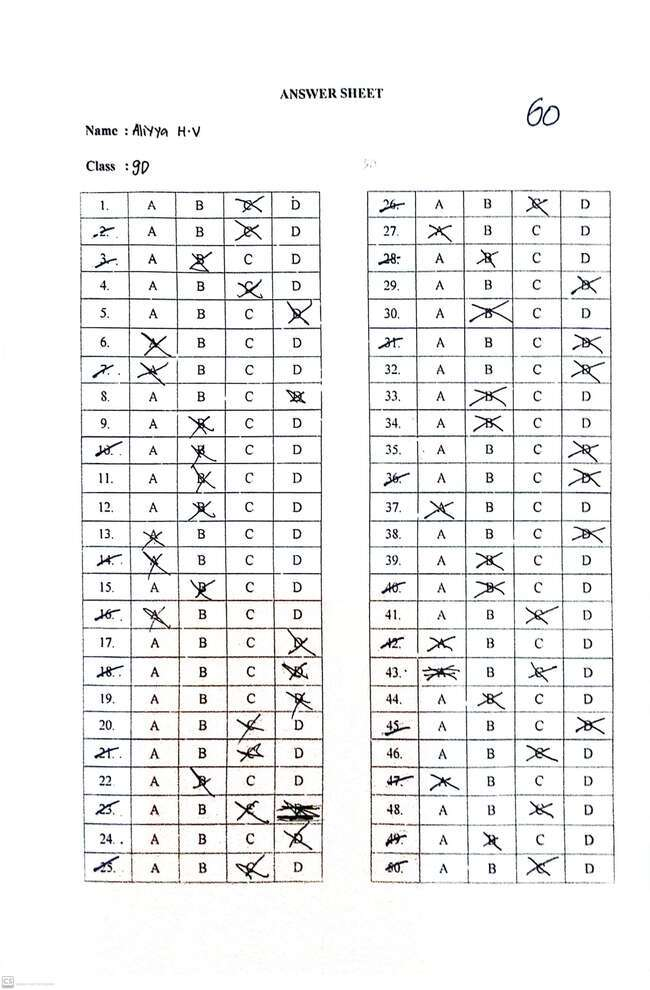 ANSWER SHEET
60
Name : Aliyya H.V
Class : 9D
30
1. A B C D
2. A B C D
3. A B C D
4. A B C D
5. A B C D
6. A B C D
7. A B C D
8. A B C D
9. A B C D
10. A B C D
11. A B C D
12. A B C D
13. A B C D
14. A B C D
15. A B C D
16. A B C D
17. A B C D
18. A B C D
19. A B C D
20. A B C D
21. A B C D
22 A B C D
23. A B C D
24. A B C D
25. A B C D
26. A B C D
27. A B C D
28. A B C D
29. A B C D
30. A B C D
31. A B C D
32. A B C D
33. A B C D
34. A B C D
35. A B C D
36. A B C D
37. A B C D
38. A B C D
39. A B C D
40. A B C D
41. A B C D
42. A B C D
43. A B C D
44. A B C D
45. A B C D
46. A B C D
47. A B C D
48. A B C D
49. A B C D
50. A B C D
CS